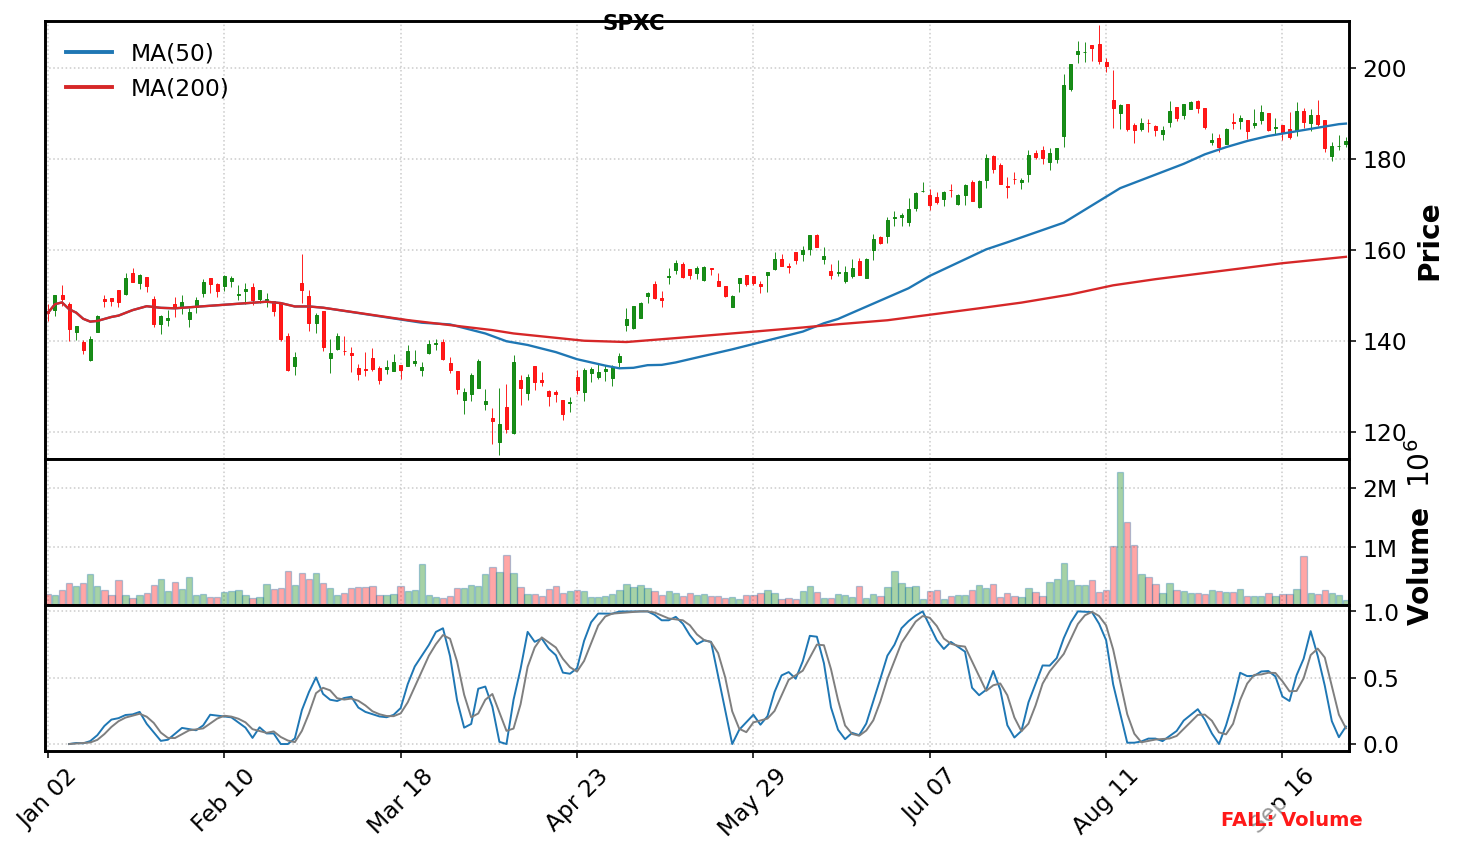 SPXC
MA(50)
MA(200)
200
180
160
140
120
Price
10^6
2M
1M
Volume
1.0
0.5
0.0
Jan 02
Feb 10
Mar 18
Apr 23
May 29
Jul 07
Aug 11
Sep 16
FAIL: Volume